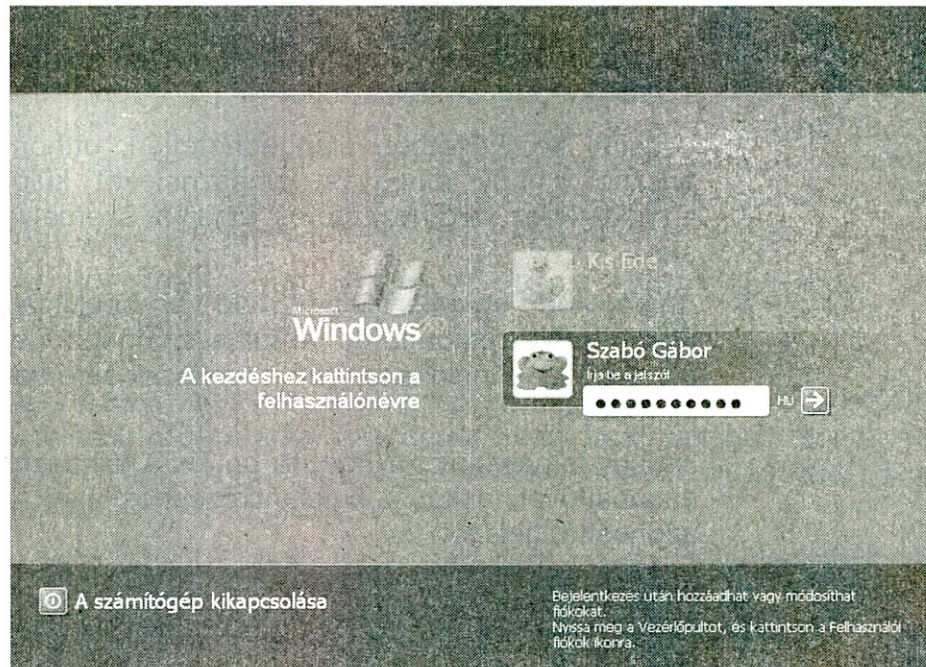 Microsoft
Windows
A kezdéshez kattintson a
felhasználónévre
Kis Ede
Szabó Gábor
Írja be a jelszót
HU
A számítógép kikapcsolása
Bejelentkezés után hozzáadhat vagy módosíthat
fiókokat.
Nyissa meg a Vezérlőpultot, és kattintson a Felhasználói
fiókok ikonra.